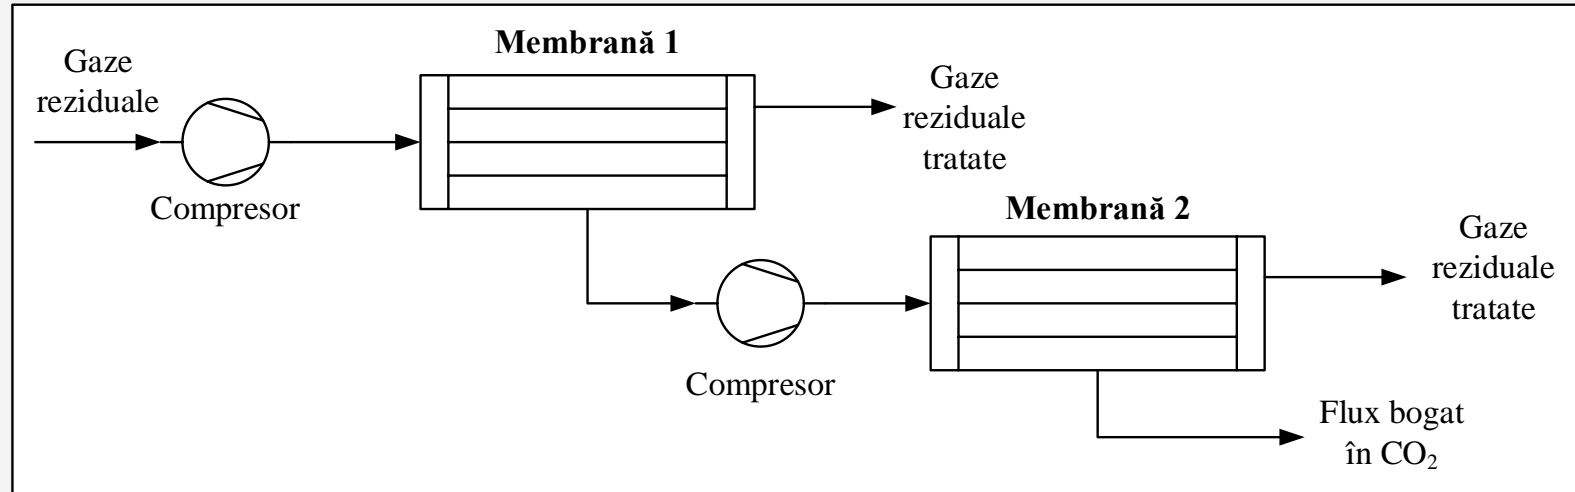 Gaze
reziduale
Compresor
Membrană 1
Gaze
reziduale
tratate
Compresor
Membrană 2
Gaze
reziduale
tratate
Flux bogat
în CO₂